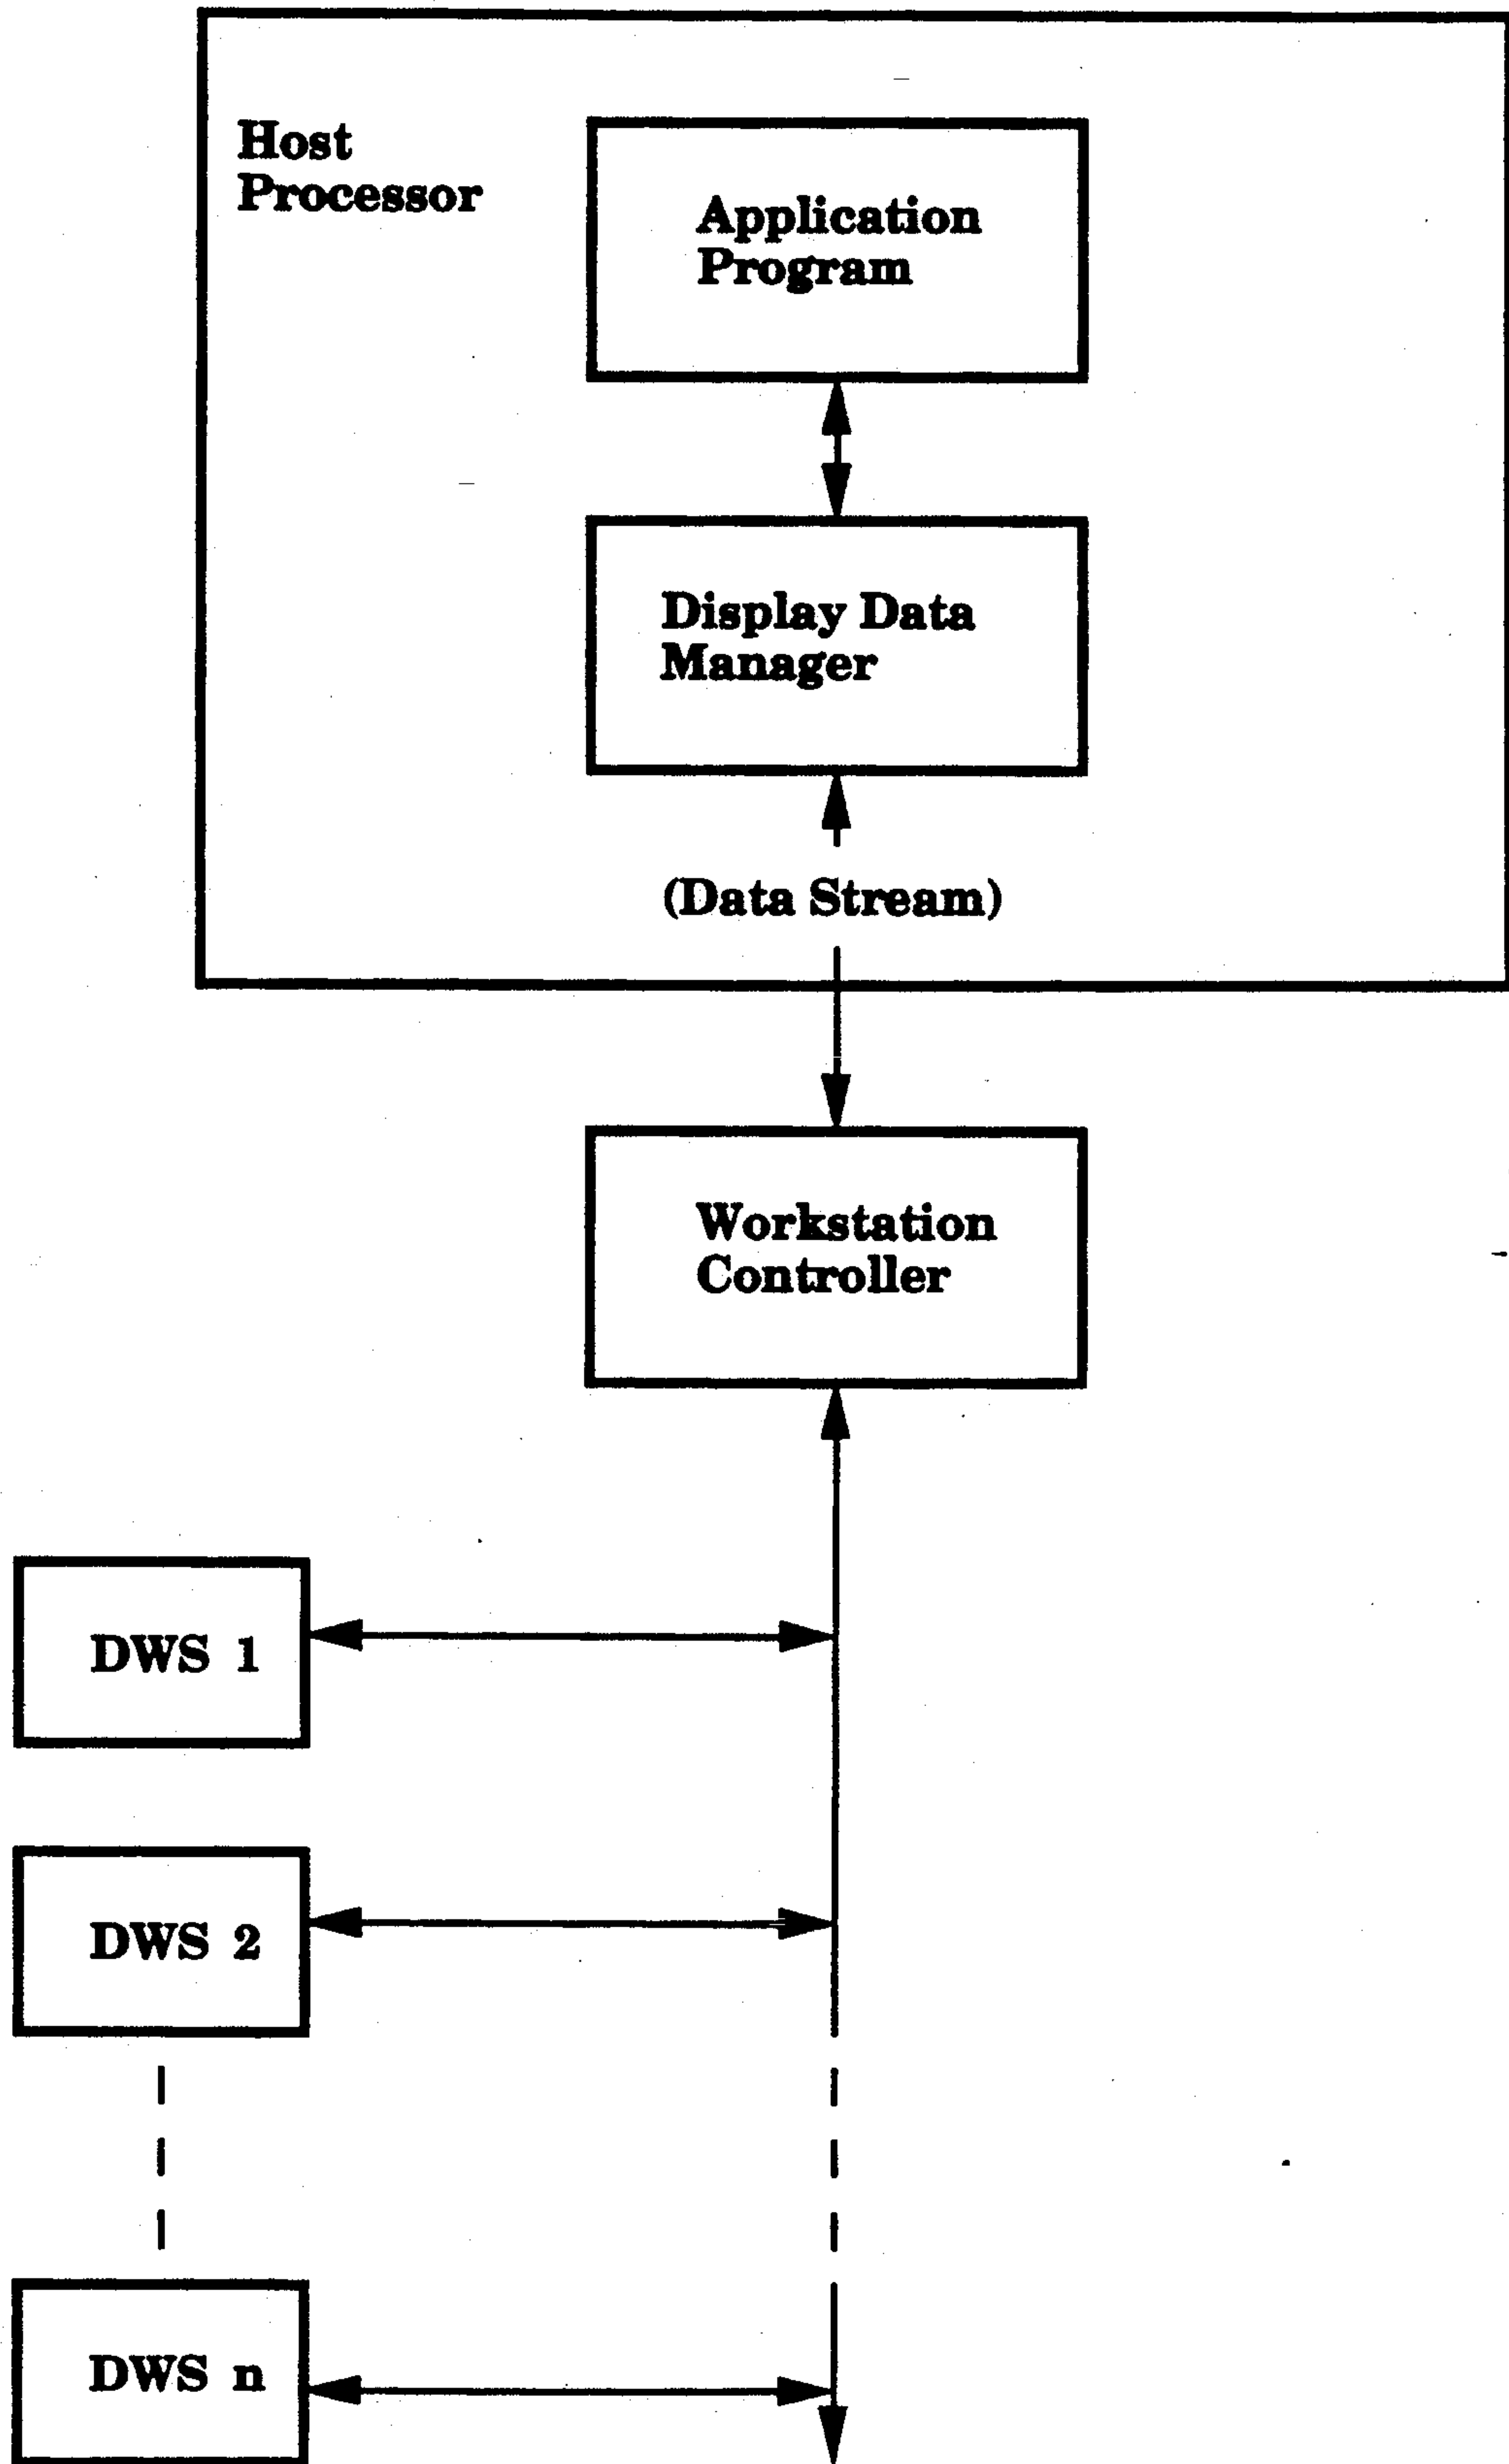 Host
Processor
Application
Program
Display Data
Manager
(Data Stream)
Workstation
Controller
DWS 1
DWS 2
DWS n